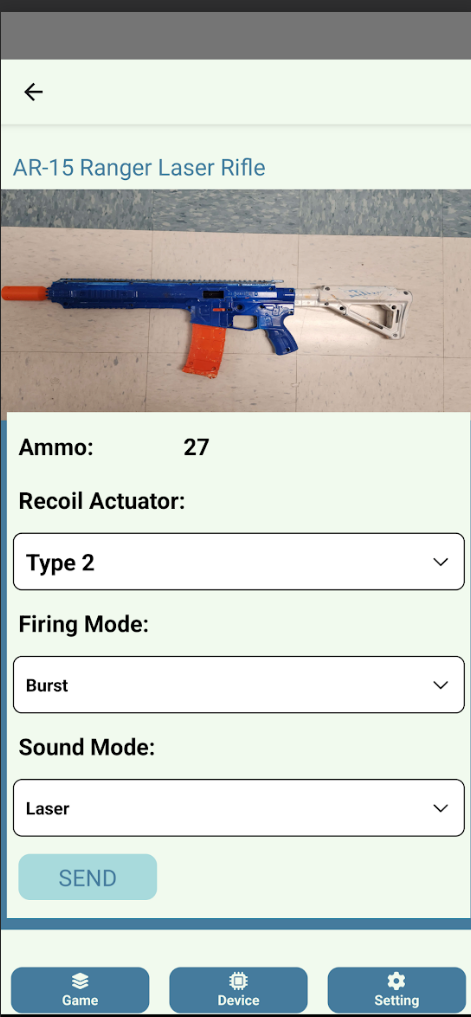 AR-15 Ranger Laser Rifle
Ammo: 27
Recoil Actuator:
Type 2
Firing Mode:
Burst
Sound Mode:
Laser
SEND
Game Device Setting